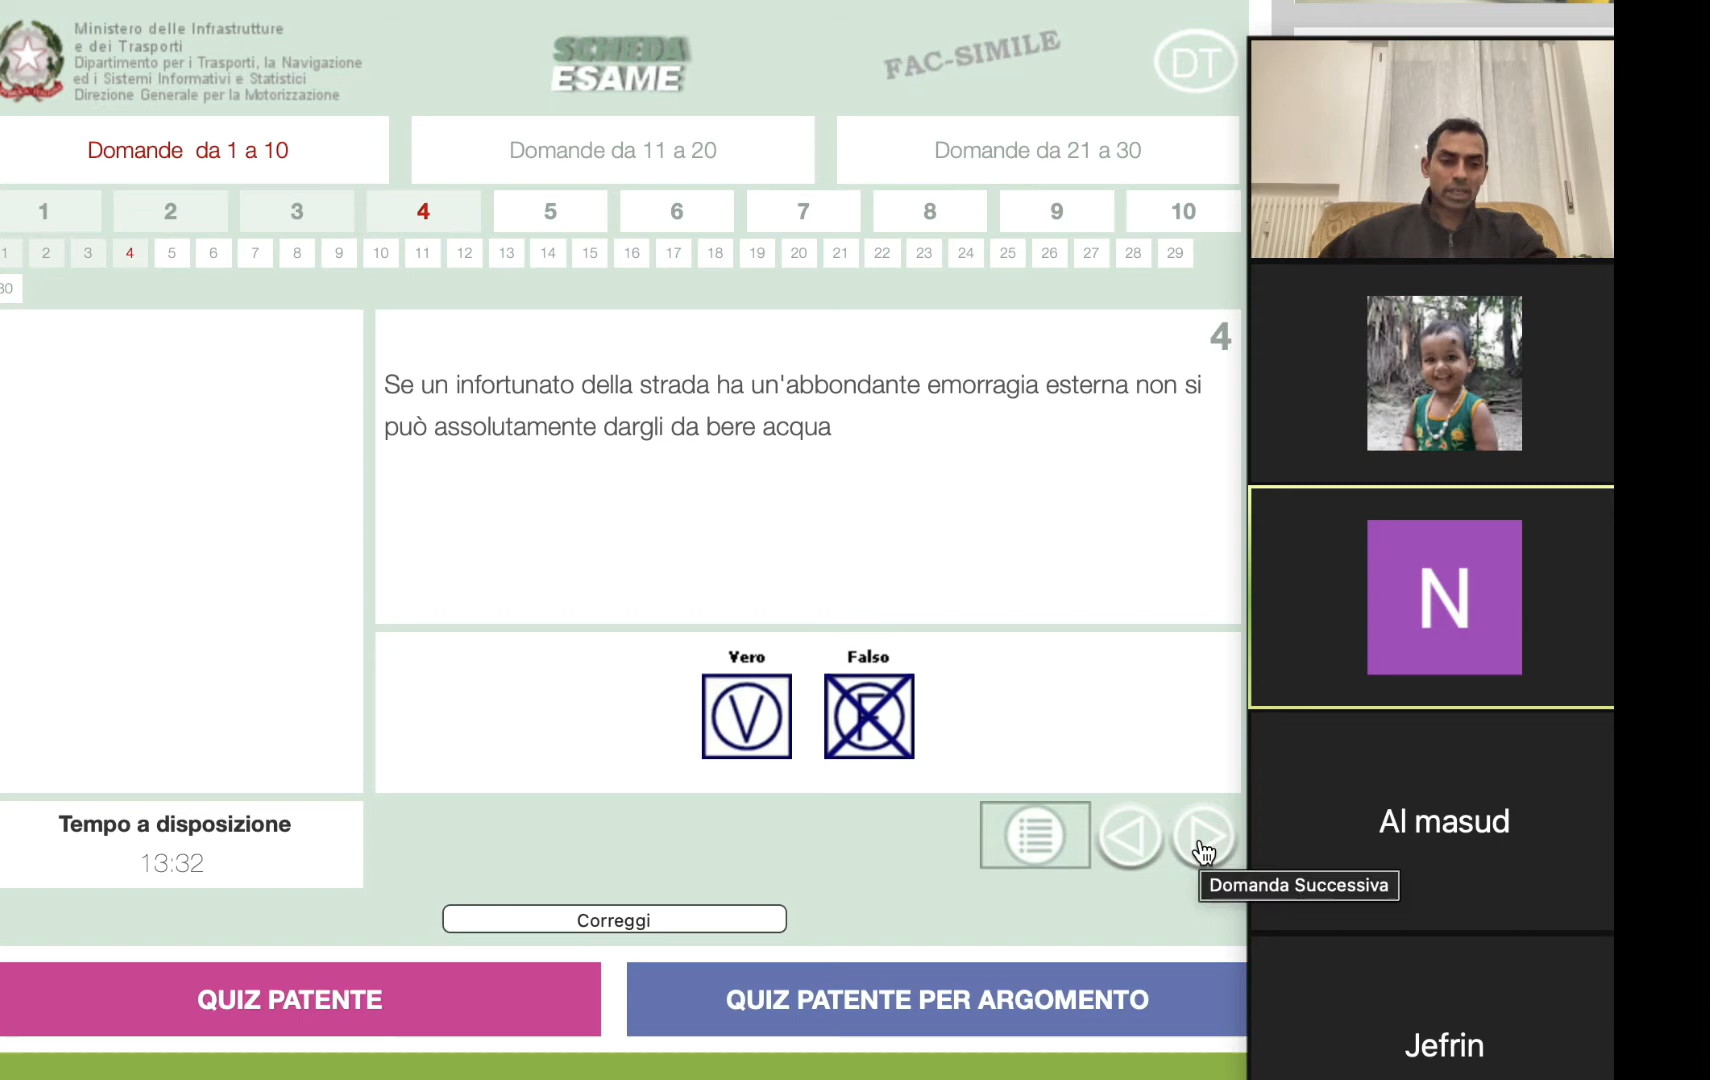 Ministero delle Infrastrutture
e dei Trasporti
Dipartimento per i Trasporti, la Navigazione
ed i Sistemi Informativi e Statistici
Direzione Generale per la Motorizzazione
SCHEDA
ESAME
FAC-SIMILE
DT
Domande da 1 a 10
Domande da 11 a 20
Domande da 21 a 30
1 2 3 4 5 6 7 8 9 10
1 2 3 4 5 6 7 8 9 10 11 12 13 14 15 16 17 18 19 20 21 22 23 24 25 26 27 28 29
30
4
Se un infortunato della strada ha un'abbondante emorragia esterna non si
può assolutamente dargli da bere acqua
Vero Falso
V F
Tempo a disposizione
13:32
Domanda Successiva
Correggi
QUIZ PATENTE
QUIZ PATENTE PER ARGOMENTO
N
Al masud
Jefrin